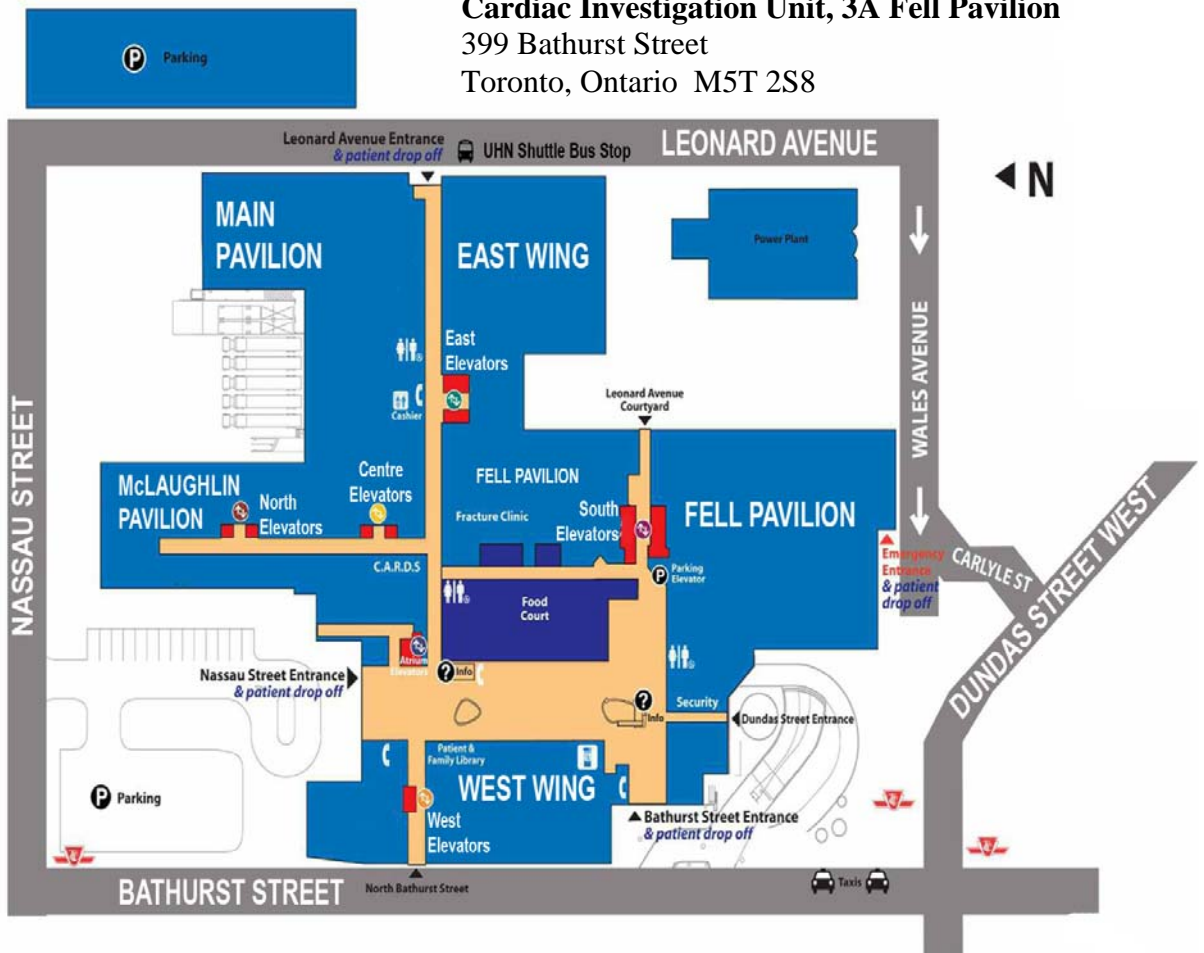 Cardiac Investigation Unit, 3A Fell Pavilion
399 Bathurst Street
Toronto, Ontario M5T 2S8
P Parking
Leonard Avenue Entrance
& patient drop off
UHN Shuttle Bus Stop
LEONARD AVENUE
N
MAIN
PAVILION
EAST WING
Power Plant
WALES AVENUE
East
Elevators
Cashier
Leonard Avenue
Courtyard
NASSAU STREET
McLAUGHLIN
PAVILION
North
Elevators
Centre
Elevators
FELL PAVILION
Fracture Clinic
South
Elevators
FELL PAVILION
Emergency
Entrance
& patient
drop off
CARLYLE ST
DUNDAS STREET WEST
C.A.R.D.S
P Parking
Elevator
Food
Court
Atrium
Elevators
Nassau Street Entrance
& patient drop off
? Info
? Info
Security
Dundas Street Entrance
Patient &
Family Library
WEST WING
P Parking
West
Elevators
Bathurst Street Entrance
& patient drop off
BATHURST STREET
North Bathurst Street
Taxis